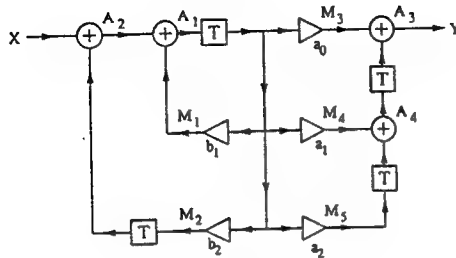 X A₂ A₁ T M₃ a₀ A₃ Y
T
M₁ b₁ M₄ a₁ A₄
T
T M₂ b₂ M₅ a₂